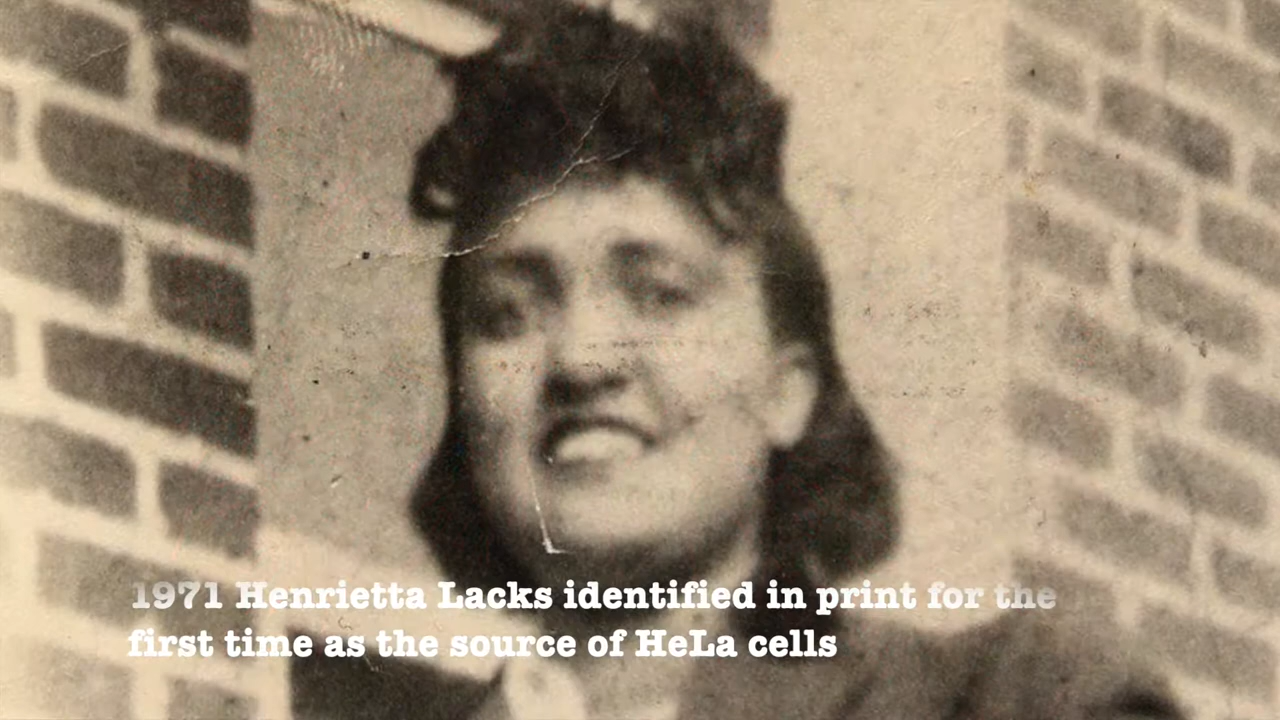 1971 Henrietta Lacks identified in print for the
first time as the source of HeLa cells